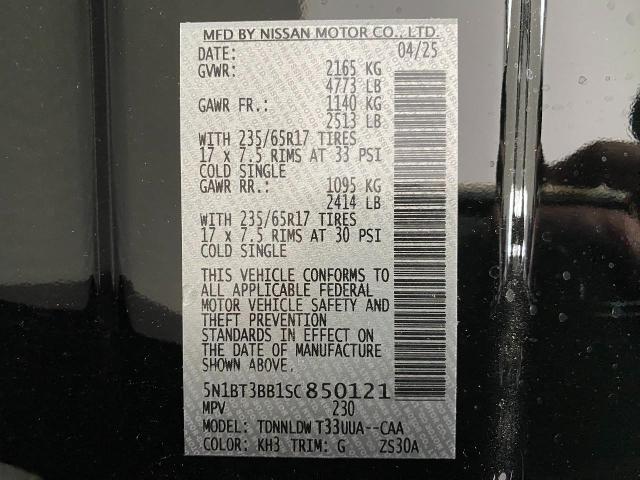 MFD BY NISSAN MOTOR CO., LTD.
DATE: 04/25
GVWR: 2165 KG
4773 LB
GAWR FR.: 1140 KG
2513 LB
WITH 235/65R17 TIRES
17 x 7.5 RIMS AT 33 PSI
COLD SINGLE
GAWR RR.: 1095 KG
2414 LB
WITH 235/65R17 TIRES
17 x 7.5 RIMS AT 30 PSI
COLD SINGLE
THIS VEHICLE CONFORMS TO
ALL APPLICABLE FEDERAL
MOTOR VEHICLE SAFETY AND
THEFT PREVENTION
STANDARDS IN EFFECT ON
THE DATE OF MANUFACTURE
SHOWN ABOVE.
5N1BT3BB1SC850121
MPV 230
MODEL: TDNNLDW T33UUA--CAA
COLOR: KH3 TRIM: G ZS30A